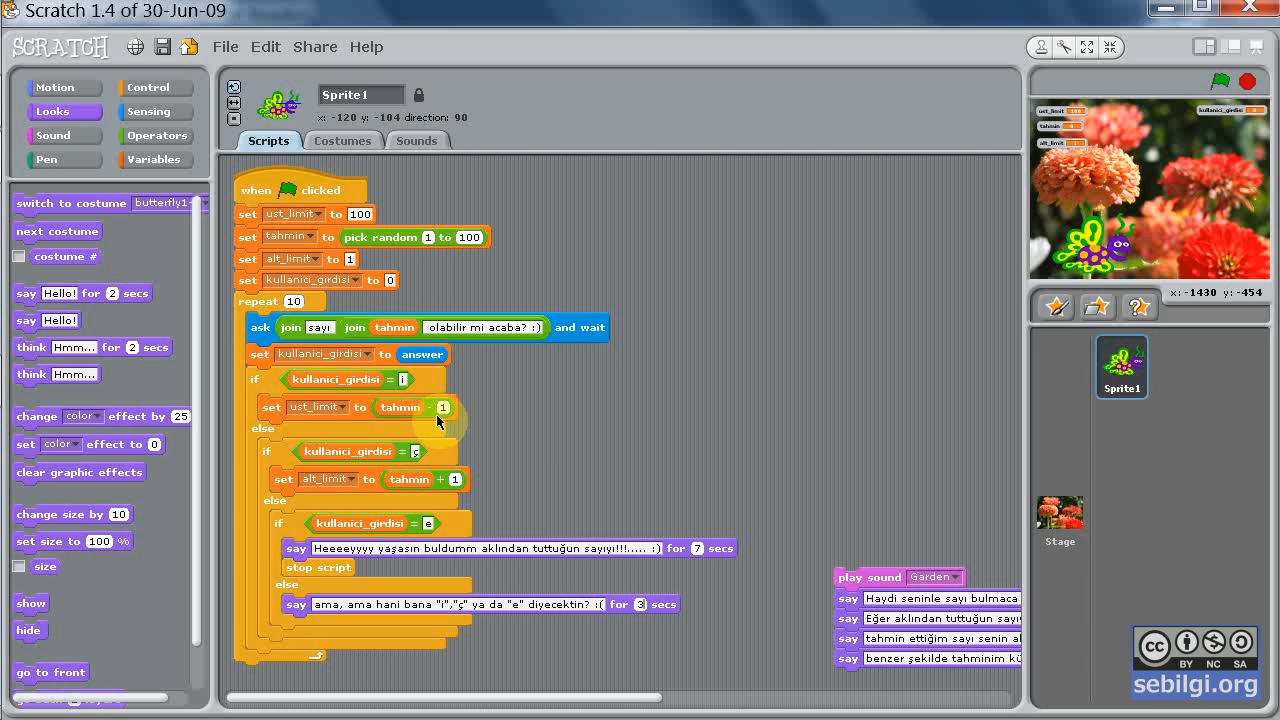 Scratch 1.4 of 30-Jun-09
SCRATCH File Edit Share Help
Motion Control
Looks Sensing
Sound Operators
Pen Variables
switch to costume butterfly1-
next costume
costume #
say Hello! for 2 secs
say Hello!
think Hmm... for 2 secs
think Hmm...
change color effect by 25
set color effect to 0
clear graphic effects
change size by 10
set size to 100 %
size
show
hide
go to front
Sprite1
direction: 90
Scripts Costumes Sounds
when clicked
set ust_limit to 100
set tahmin to pick random 1 to 100
set alt_limit to 1
set kullanici_girdisi to 0
repeat 10
ask join sayı join tahmin olabilir mi acaba? :) and wait
set kullanici_girdisi to answer
if kullanici_girdisi = i
set ust_limit to tahmin - 1
else
if kullanici_girdisi = ç
set alt_limit to tahmin + 1
else
if kullanici_girdisi = e
say Heeeeyyyy yaşasın buldumm aklından tuttuğun sayıyı!!!..... :) for 7 secs
stop script
else
say ama, ama hani bana "i","ç" ya da "e" diyecektin? :( for 3 secs
play sound Garden
say Haydi seninle sayı bulmaca
say Eğer aklından tuttuğun sayı
say tahmin ettiğim sayı senin al
say benzer şekilde tahminim kü
ust_limit 100
tahmin
alt_limit 1
kullanici_girdisi
x: -1430 y: -454
Sprite1
Stage
cc BY NC SA
sebilgi.org